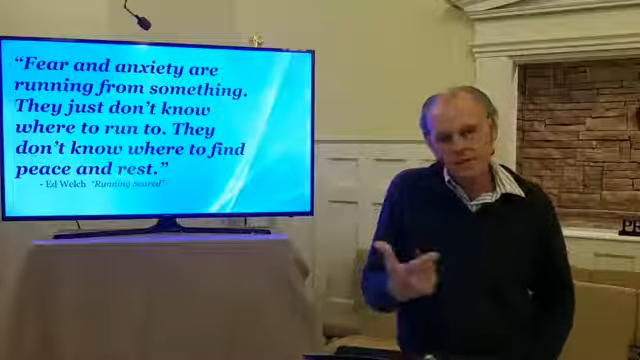 “Fear and anxiety are
running from something.
They just don’t know
where to run to. They
don’t know where to find
peace and rest.”
- Ed Welch “Running Scared”